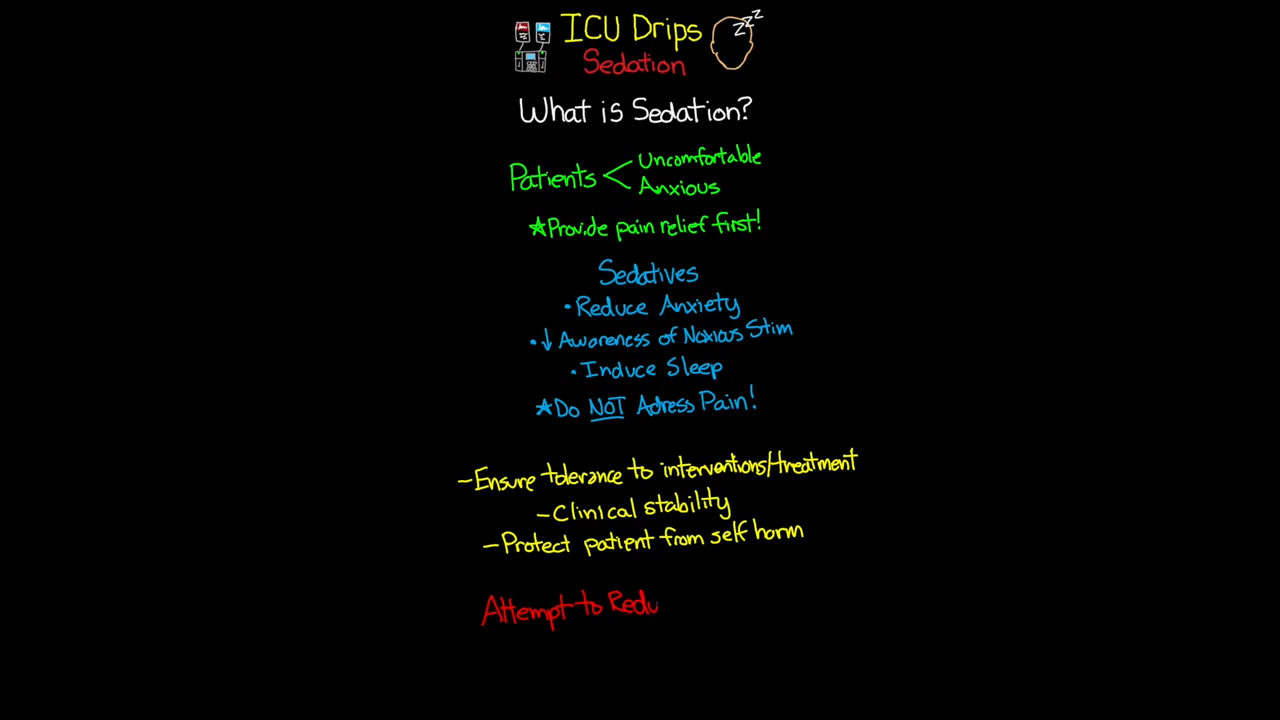 ICU Drips
Sedation
zzz
What is Sedation?
Patients < Uncomfortable
Anxious
☆Provide pain relief first!
Sedatives
• Reduce Anxiety
• ↓ Awareness of Noxious Stim
• Induce Sleep
☆Do NOT Adress Pain!
- Ensure tolerance to interventions/treatment
- Clinical stability
- Protect patient from self harm
Attempt to Redu